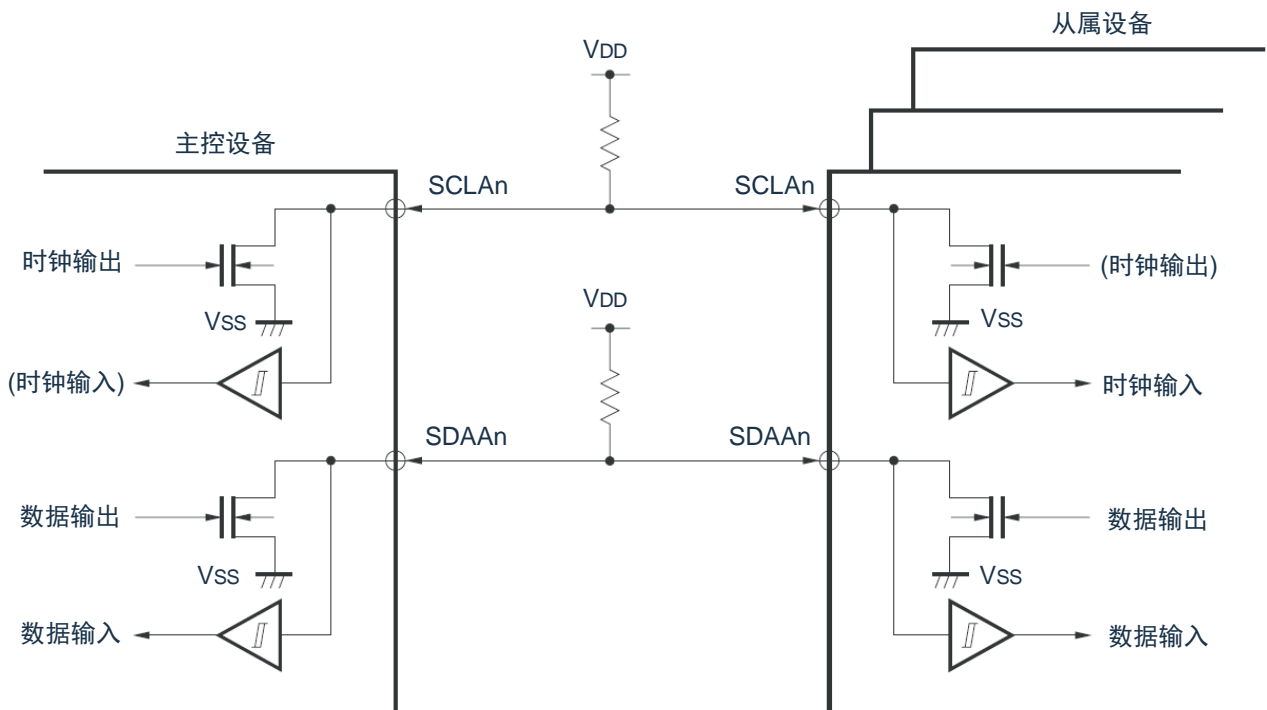 从属设备
VDD
主控设备
SCLAn
SCLAn
时钟输出
(时钟输出)
VDD
VSS
VSS
(时钟输入)
时钟输入
SDAAn
SDAAn
数据输出
数据输出
VSS
VSS
数据输入
数据输入